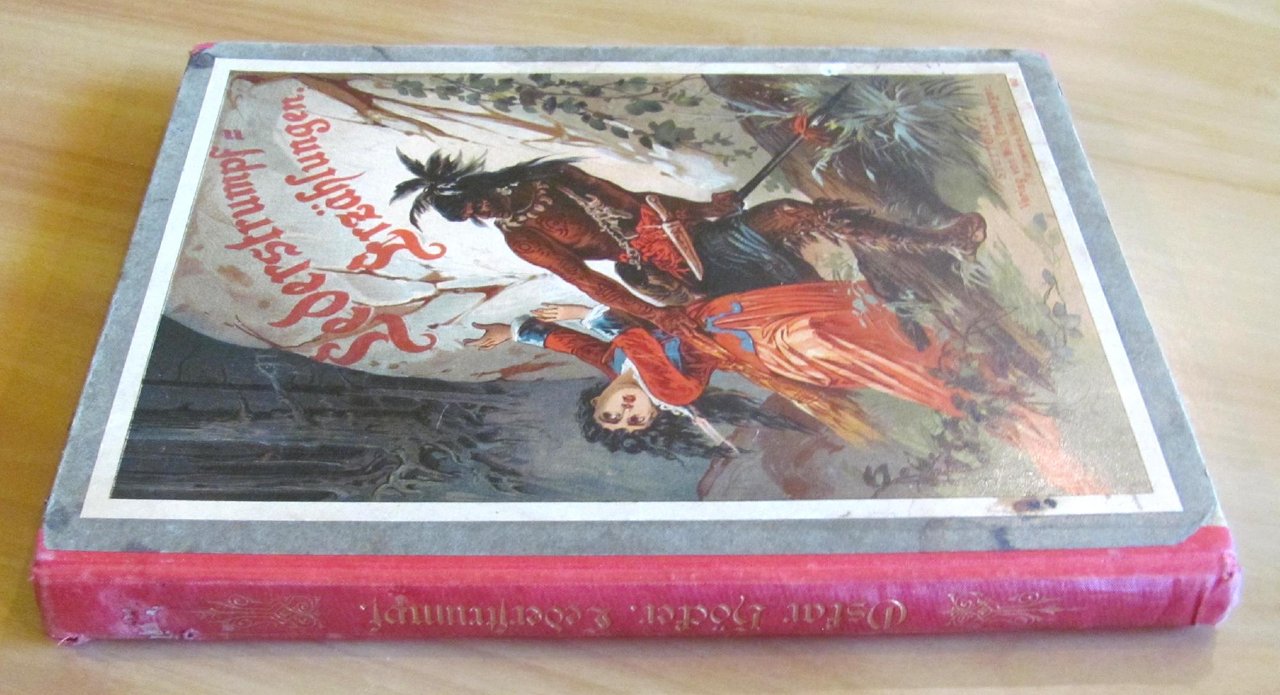 Lederstrumpf=
Erzählungen.
Oskar Höcker, Lederstrumpf.